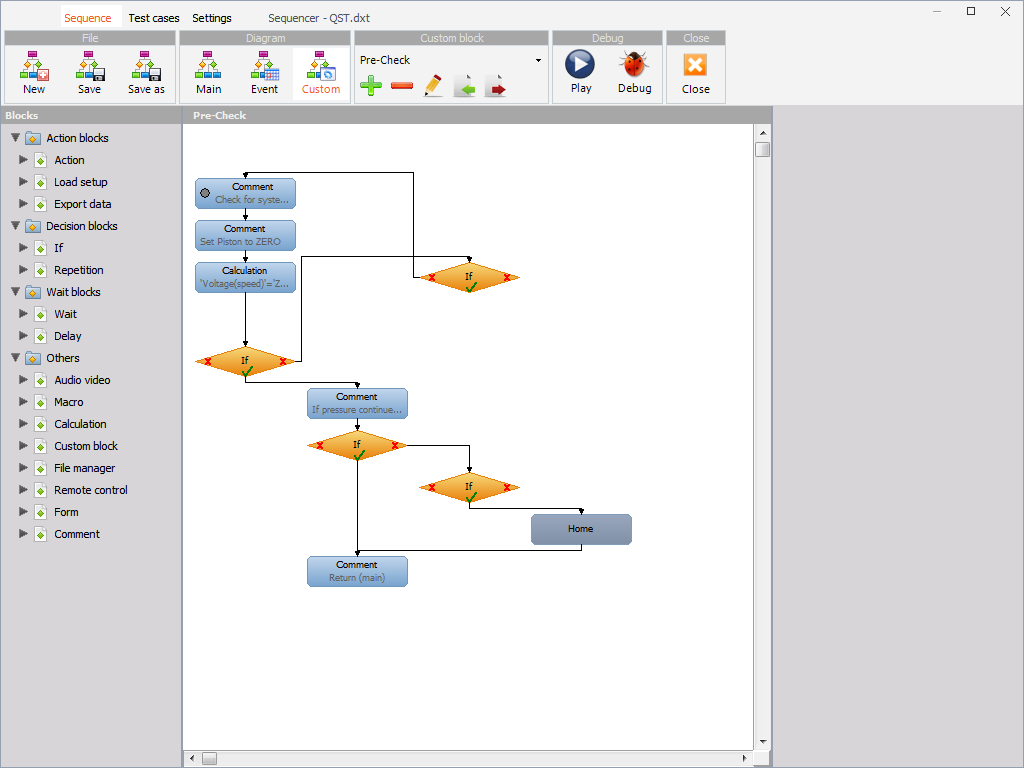 Sequence Test cases Settings Sequencer - QST.dxt
File Diagram Custom block Debug Close
Pre-Check
New Save Save as Main Event Custom Play Debug Close
Blocks
Pre-Check
Action blocks
Action
Load setup
Export data
Decision blocks
If
Repetition
Wait blocks
Wait
Delay
Others
Audio video
Macro
Calculation
Custom block
File manager
Remote control
Form
Comment
Comment
Check for syste...
Comment
Set Piston to ZERO
Calculation
'Voltage(speed)'='Z...
If
If
Comment
If pressure continue...
If
If
Home
Comment
Return (main)